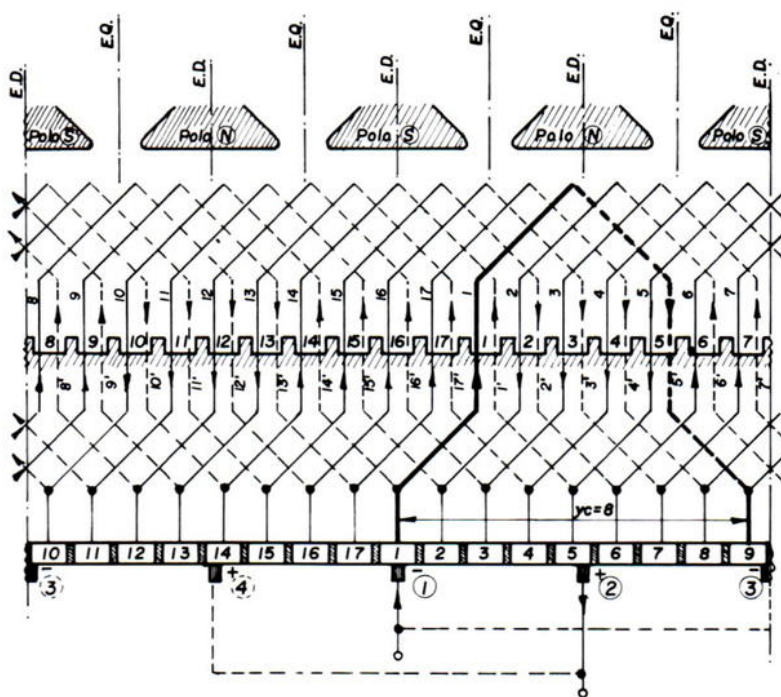 E.D. E.Q. E.D. E.Q. E.D. E.Q. E.D. E.Q. E.D.
Polo S Polo N Polo S Polo N Polo S
8 9 10 11 12 13 14 15 16 17 1 2 3 4 5 6 7
8 9 10 11 12 13 14 15 16 17 1 2 3 4 5 6 7
8' 9' 10' 11' 12' 13' 14' 15' 16' 17' 1' 2' 3' 4' 5' 6' 7'
yc=8
10 11 12 13 14 15 16 17 1 2 3 4 5 6 7 8 9
- + - + -
3 4 1 2 3